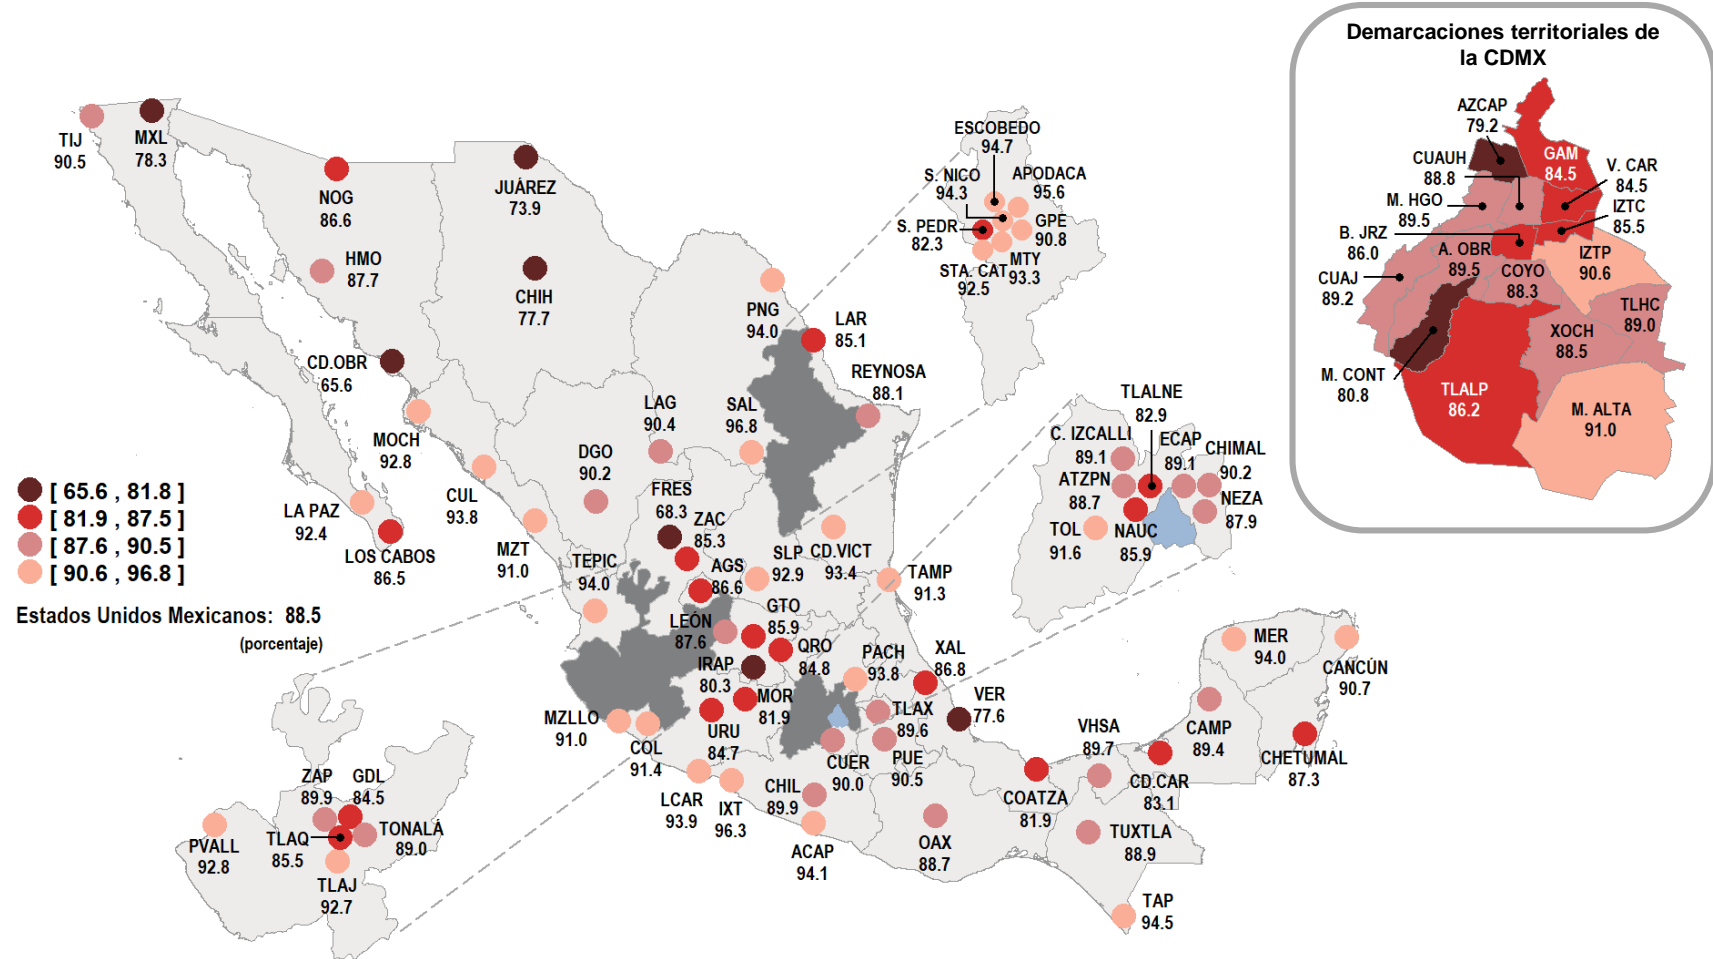 Demarcaciones territoriales de
la CDMX
AZCAP
79.2
CUAUH
88.8
GAM
84.5
V. CAR
84.5
M. HGO
89.5
IZTC
85.5
B. JRZ
86.0
A. OBR
89.5
IZTP
90.6
CUAJ
89.2
COYO
88.3
TLHC
89.0
XOCH
88.5
M. CONT
80.8
TLALP
86.2
M. ALTA
91.0
TIJ
90.5
MXL
78.3
NOG
86.6
JUÁREZ
73.9
HMO
87.7
CHIH
77.7
CD.OBR
65.6
MOCH
92.8
PNG
94.0
LAR
85.1
REYNOSA
88.1
LAG
90.4
SAL
96.8
DGO
90.2
CUL
93.8
LA PAZ
92.4
LOS CABOS
86.5
MZT
91.0
FRES
68.3
ZAC
85.3
TEPIC
94.0
AGS
86.6
SLP
92.9
CD.VICT
93.4
TAMP
91.3
LEÓN
87.6
GTO
85.9
QRO
84.8
IRAP
80.3
PACH
93.8
XAL
86.8
VER
77.6
MOR
81.9
URU
84.7
MZLLO
91.0
COL
91.4
LCAR
93.9
IXT
96.3
TLAX
89.6
PUE
90.5
CUER
90.0
CHIL
89.9
ACAP
94.1
OAX
88.7
COATZA
81.9
VHSA
89.7
CD.CAR
83.1
TUXTLA
88.9
TAP
94.5
CAMP
89.4
MER
94.0
CANCÚN
90.7
CHETUMAL
87.3
ESCOBEDO
94.7
S. NICO
94.3
APODACA
95.6
S. PEDR
82.3
GPE
90.8
STA. CAT
92.5
MTY
93.3
TLALNE
82.9
C. IZCALLI
89.1
ECAP
89.1
CHIMAL
90.2
ATZPN
88.7
NEZA
87.9
TOL
91.6
NAUC
85.9
ZAP
89.9
GDL
84.5
TONALÁ
89.0
TLAQ
85.5
PVALL
92.8
TLAJ
92.7
[ 65.6 , 81.8 ]
[ 81.9 , 87.5 ]
[ 87.6 , 90.5 ]
[ 90.6 , 96.8 ]
Estados Unidos Mexicanos: 88.5
(porcentaje)